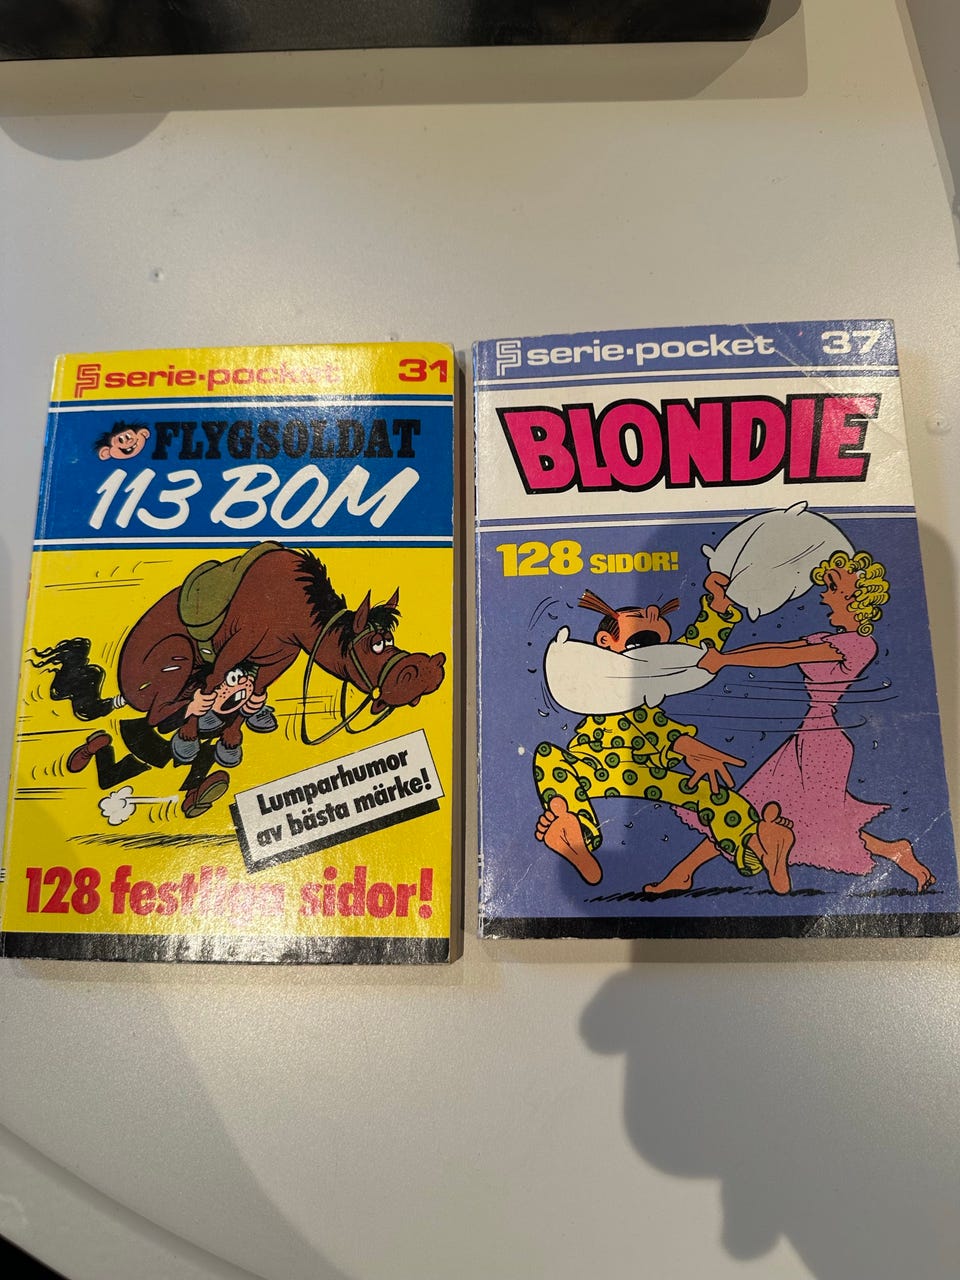 serie-pocket 31
FLYGSOLDAT
113 BOM
Lumparhumor
av bästa märke!
128 festliga sidor!
serie-pocket 37
BLONDIE
128 SIDOR!